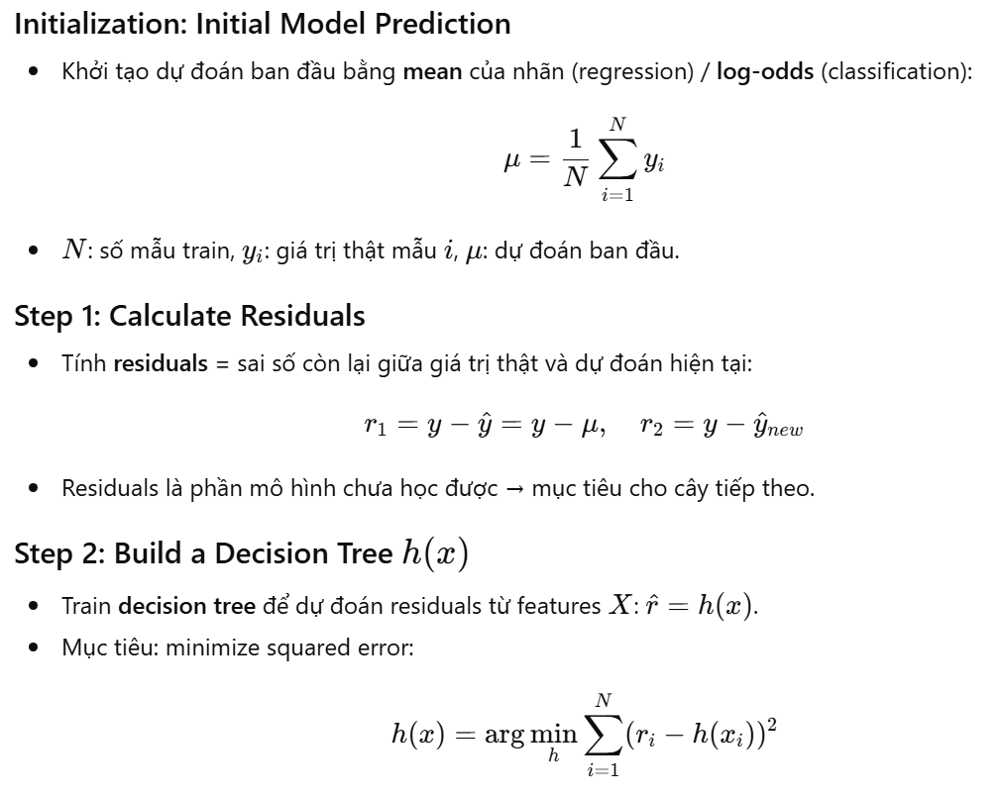 Initialization: Initial Model Prediction
• Khởi tạo dự đoán ban đầu bằng mean của nhãn (regression) / log-odds (classification):
μ = \frac{1}{N} \sum_{i=1}^{N} y_i
• N: số mẫu train, y_i: giá trị thật mẫu i, μ: dự đoán ban đầu.
Step 1: Calculate Residuals
• Tính residuals = sai số còn lại giữa giá trị thật và dự đoán hiện tại:
r_1 = y − \hat{y} = y − μ, r_2 = y − \hat{y}_{new}
• Residuals là phần mô hình chưa học được → mục tiêu cho cây tiếp theo.
Step 2: Build a Decision Tree h(x)
• Train decision tree để dự đoán residuals từ features X: \hat{r} = h(x).
• Mục tiêu: minimize squared error:
h(x) = \arg\min_{h} \sum_{i=1}^{N} (r_i − h(x_i))^2